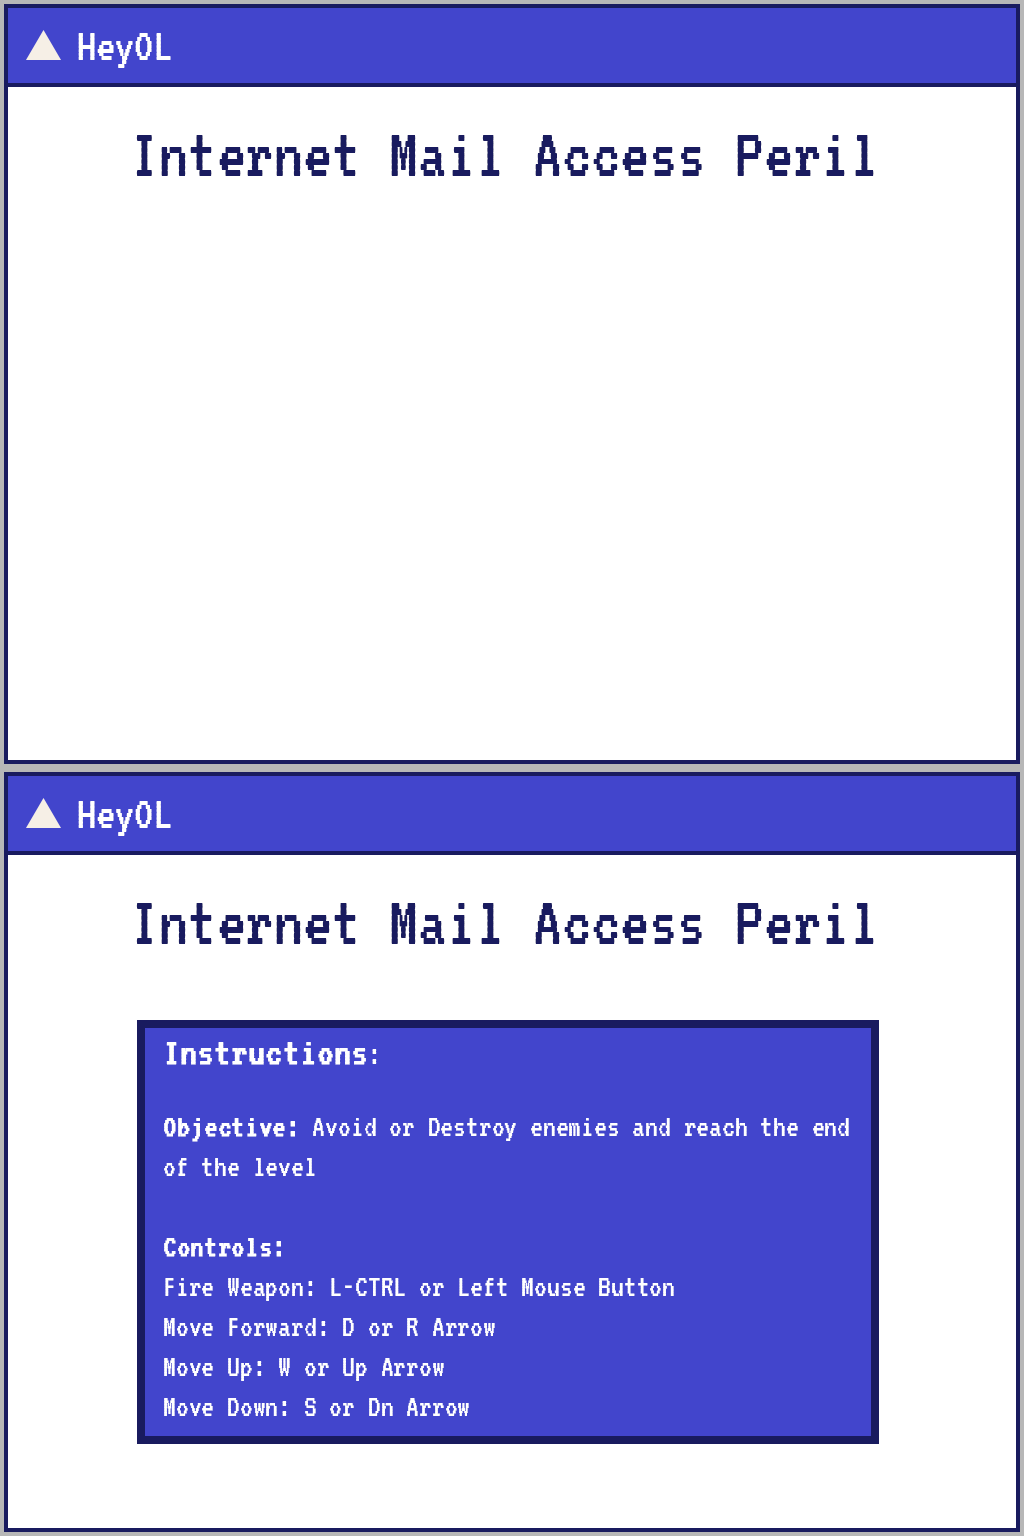 HeyOL
Internet Mail Access Peril
HeyOL
Internet Mail Access Peril
Instructions:
Objective: Avoid or Destroy enemies and reach the end
of the level
Controls:
Fire Weapon: L-CTRL or Left Mouse Button
Move Forward: D or R Arrow
Move Up: W or Up Arrow
Move Down: S or Dn Arrow